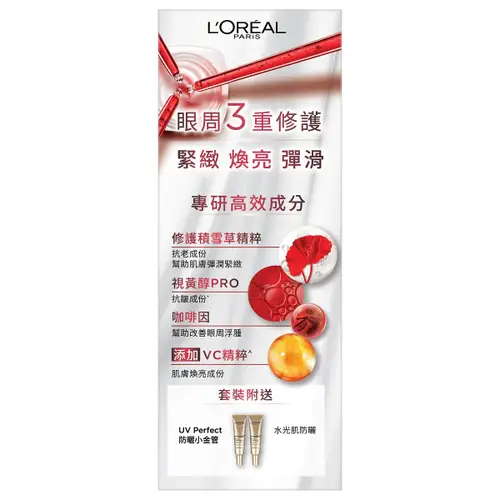 L'ORÉAL
PARIS
眼周3重修護
緊緻 煥亮 彈滑
專研高效成分
修護積雪草精粹
抗老成份
幫助肌膚彈潤緊緻
視黃醇PRO
抗皺成份*
咖啡因
幫助改善眼周浮腫
添加 VC精粹^
肌膚煥亮成份
套裝附送
UV Perfect
防曬小金管
水光肌防曬